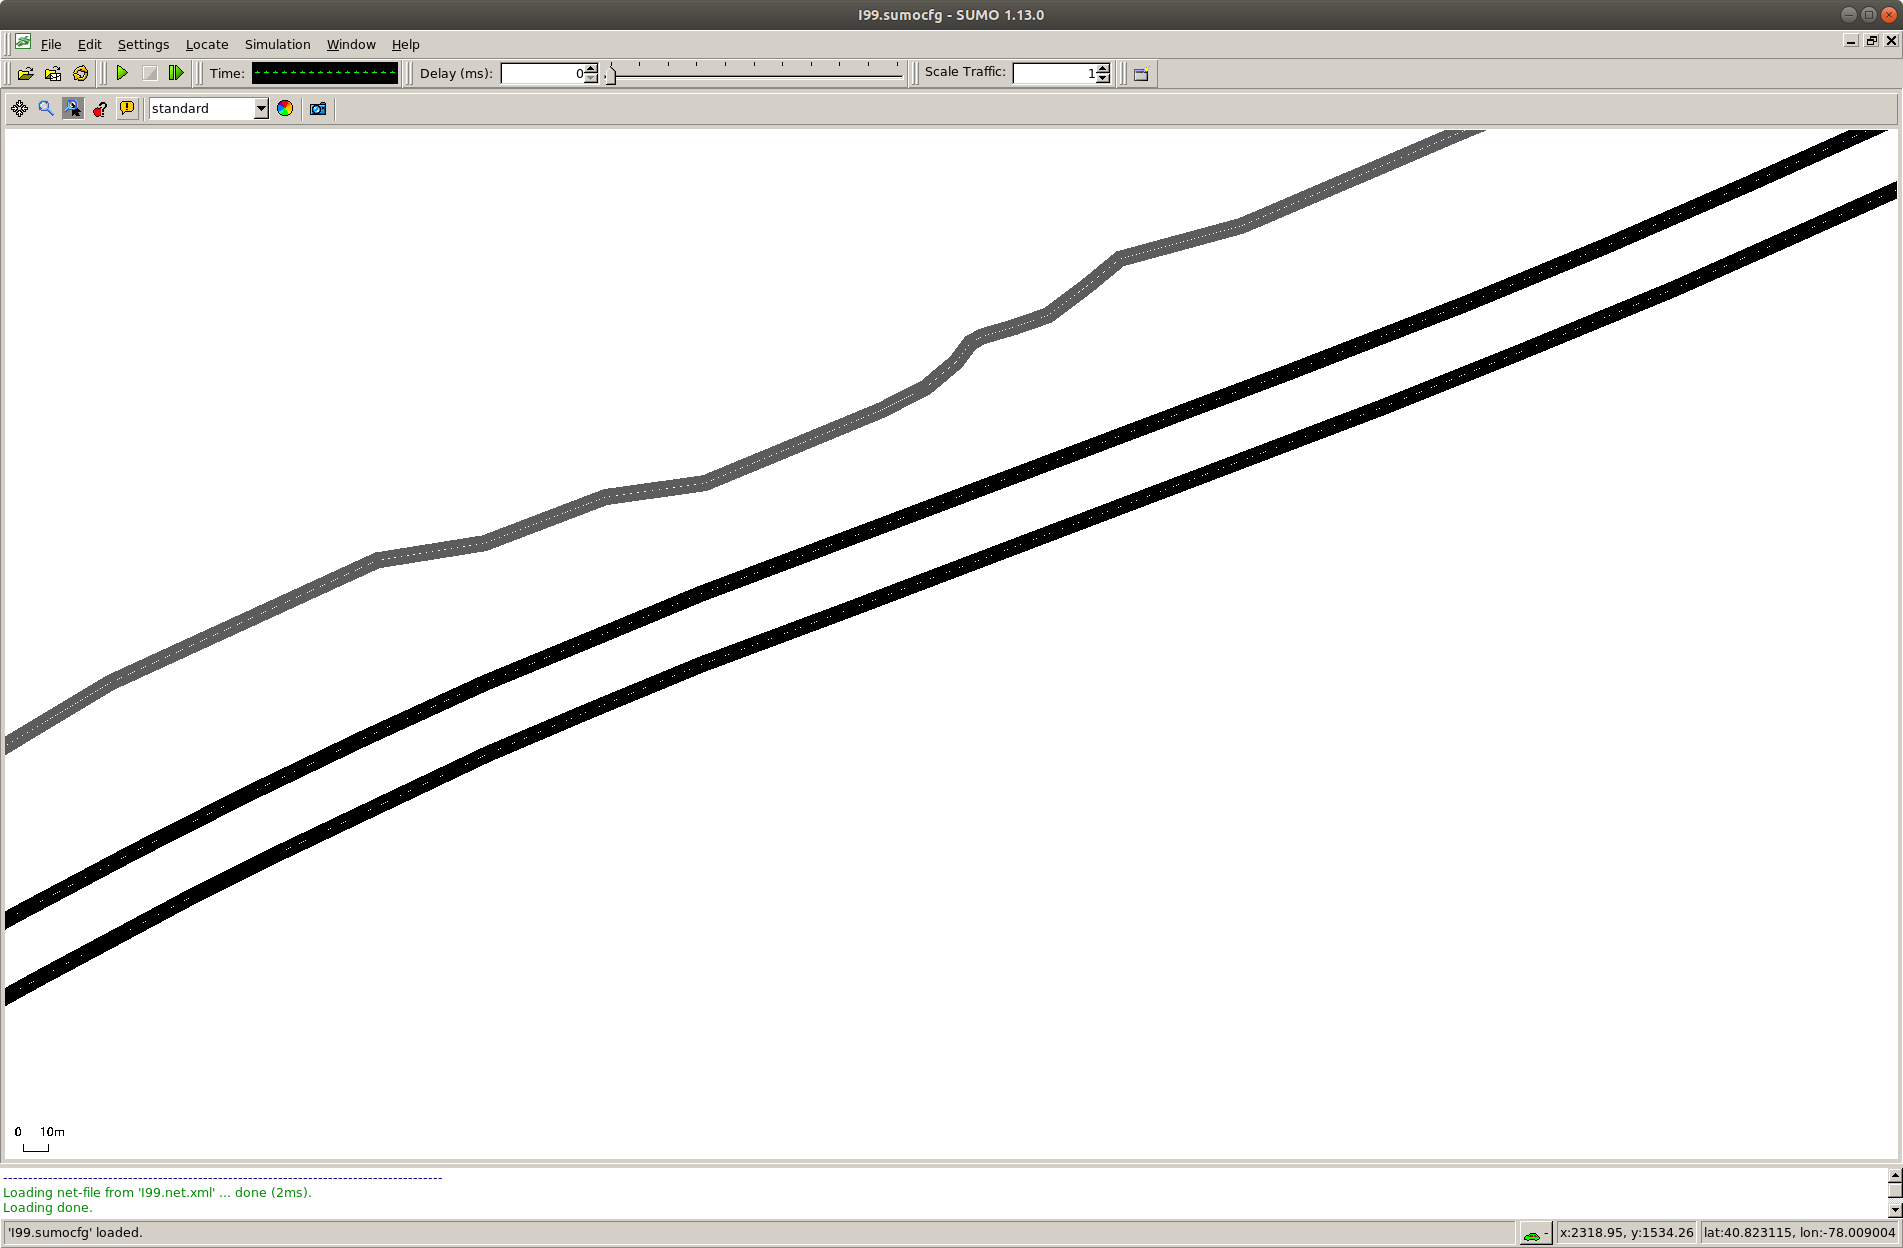 I99.sumocfg - SUMO 1.13.0
File Edit Settings Locate Simulation Window Help
Time: Delay (ms): 0 Scale Traffic: 1
standard
0 10m
Loading net-file from 'I99.net.xml' ... done (2ms).
Loading done.
'I99.sumocfg' loaded. - x:2318.95, y:1534.26 lat:40.823115, lon:-78.009004